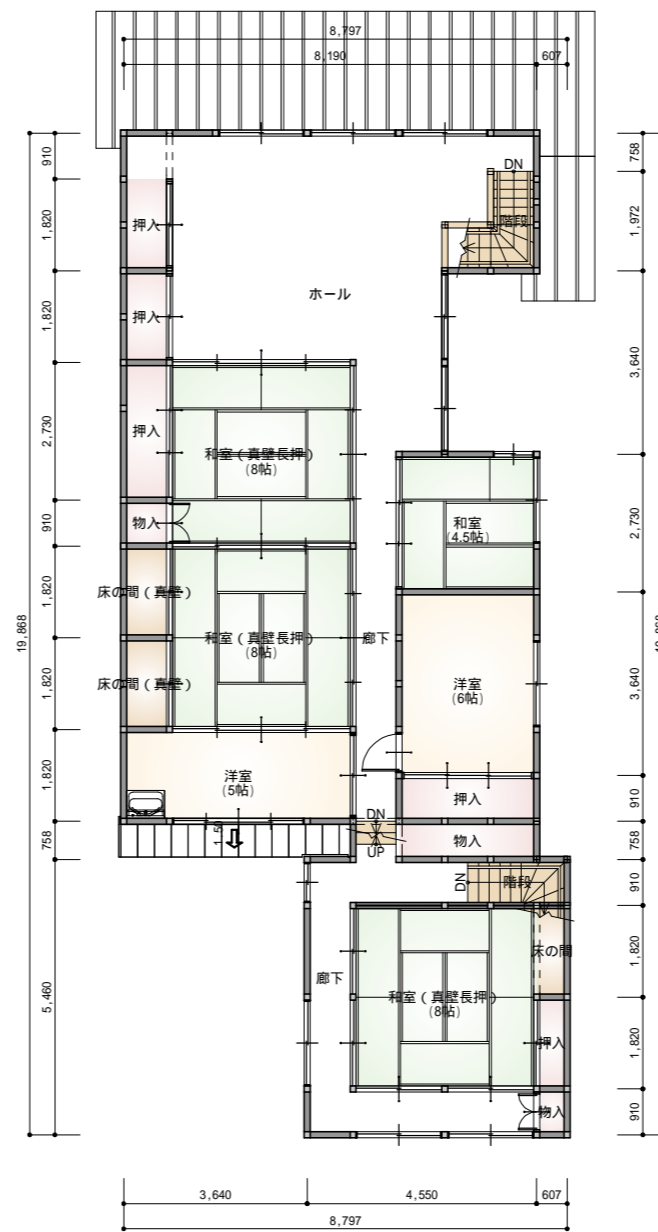 8,797
8,190
607
910
1,820
1,820
2,730
910
1,820
1,820
1,820
758
5,460
19,868
758
1,972
3,640
2,730
3,640
910
758
910
1,820
1,820
910
DN
階段
押入
ホール
押入
押入
和室(真壁長押)
(8帖)
物入
和室
(4.5帖)
床の間(真壁)
和室(真壁長押)
(8帖)
廊下
床の間(真壁)
洋室
(6帖)
洋室
(5帖)
押入
1.50
DN
UP
物入
DN
階段
床の間
廊下
和室(真壁長押)
(8帖)
押入
物入
3,640
4,550
607
8,797